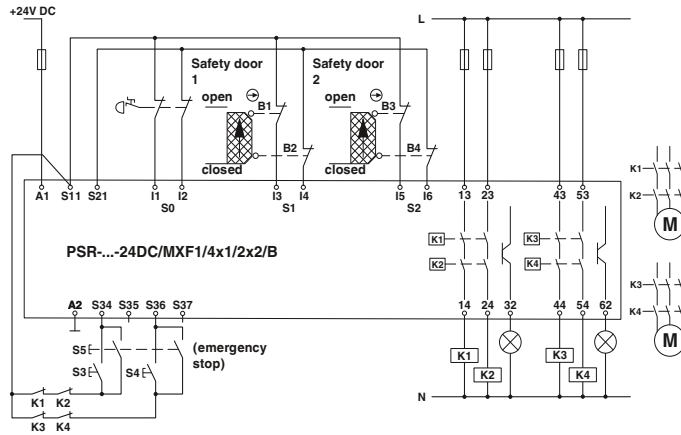 +24V DC
L
Safety door
1
Safety door
2
open
open
B1
B3
B2
B4
closed
closed
A1 S11 S21 I1 I2 I3 I4 I5 I6 13 23 43 53
S0 S1 S2
K1
K2
M
PSR-...-24DC/MXF1/4x1/2x2/B
K1 K3
K2 K4
K3
K4
M
A2 S34 S35 S36 S37 14 24 32 44 54 62
S5
(emergency
stop)
S3
S4
K1 K2 K3 K4
K1 K2
K3 K4
N